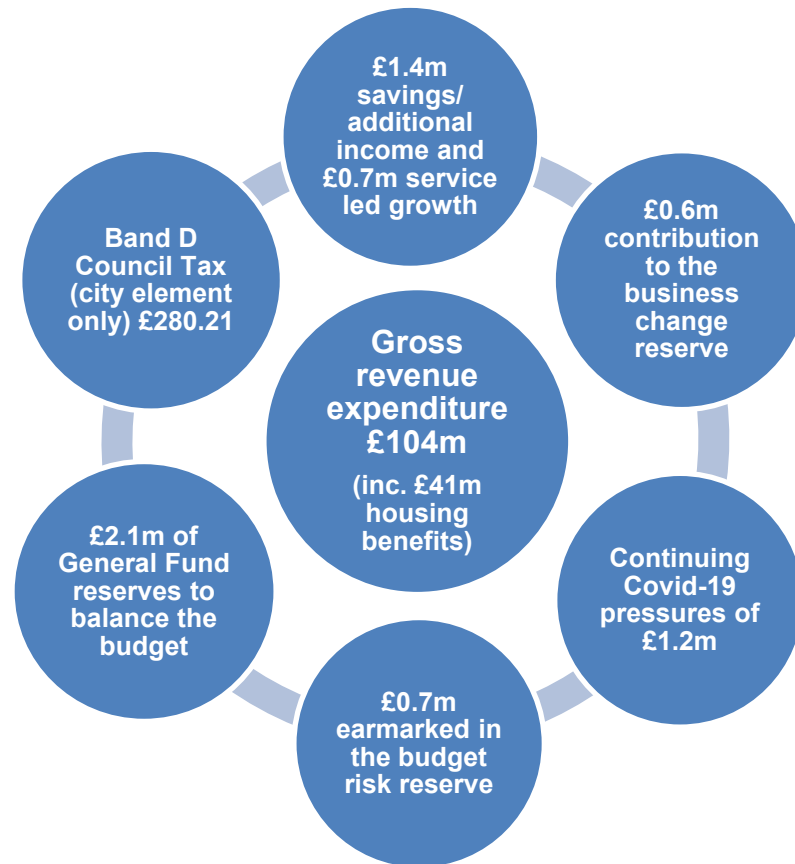 £1.4m
savings/
additional
income and
£0.7m service
led growth
£0.6m
contribution
to the
business
change
reserve
Continuing
Covid-19
pressures of
£1.2m
£0.7m
earmarked in
the budget
risk reserve
£2.1m of
General Fund
reserves to
balance the
budget
Band D
Council Tax
(city element
only) £280.21
Gross
revenue
expenditure
£104m
(inc. £41m
housing
benefits)